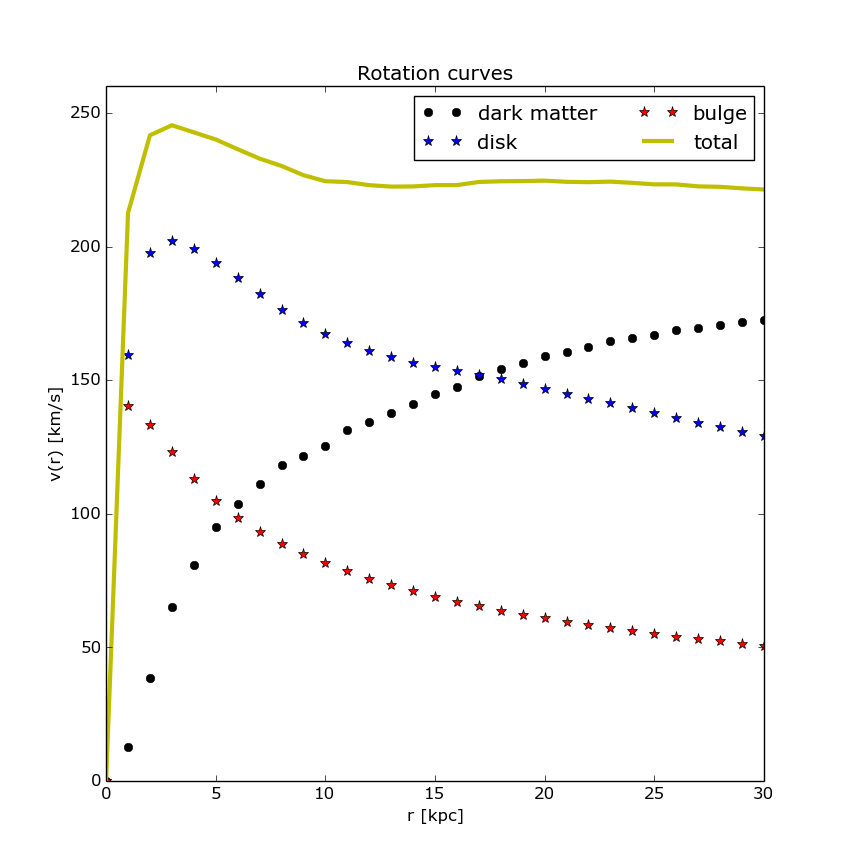 Rotation curves
dark matter
disk
bulge
total
250
200
150
100
50
0
v(r) [km/s]
0 5 10 15 20 25 30
r [kpc]